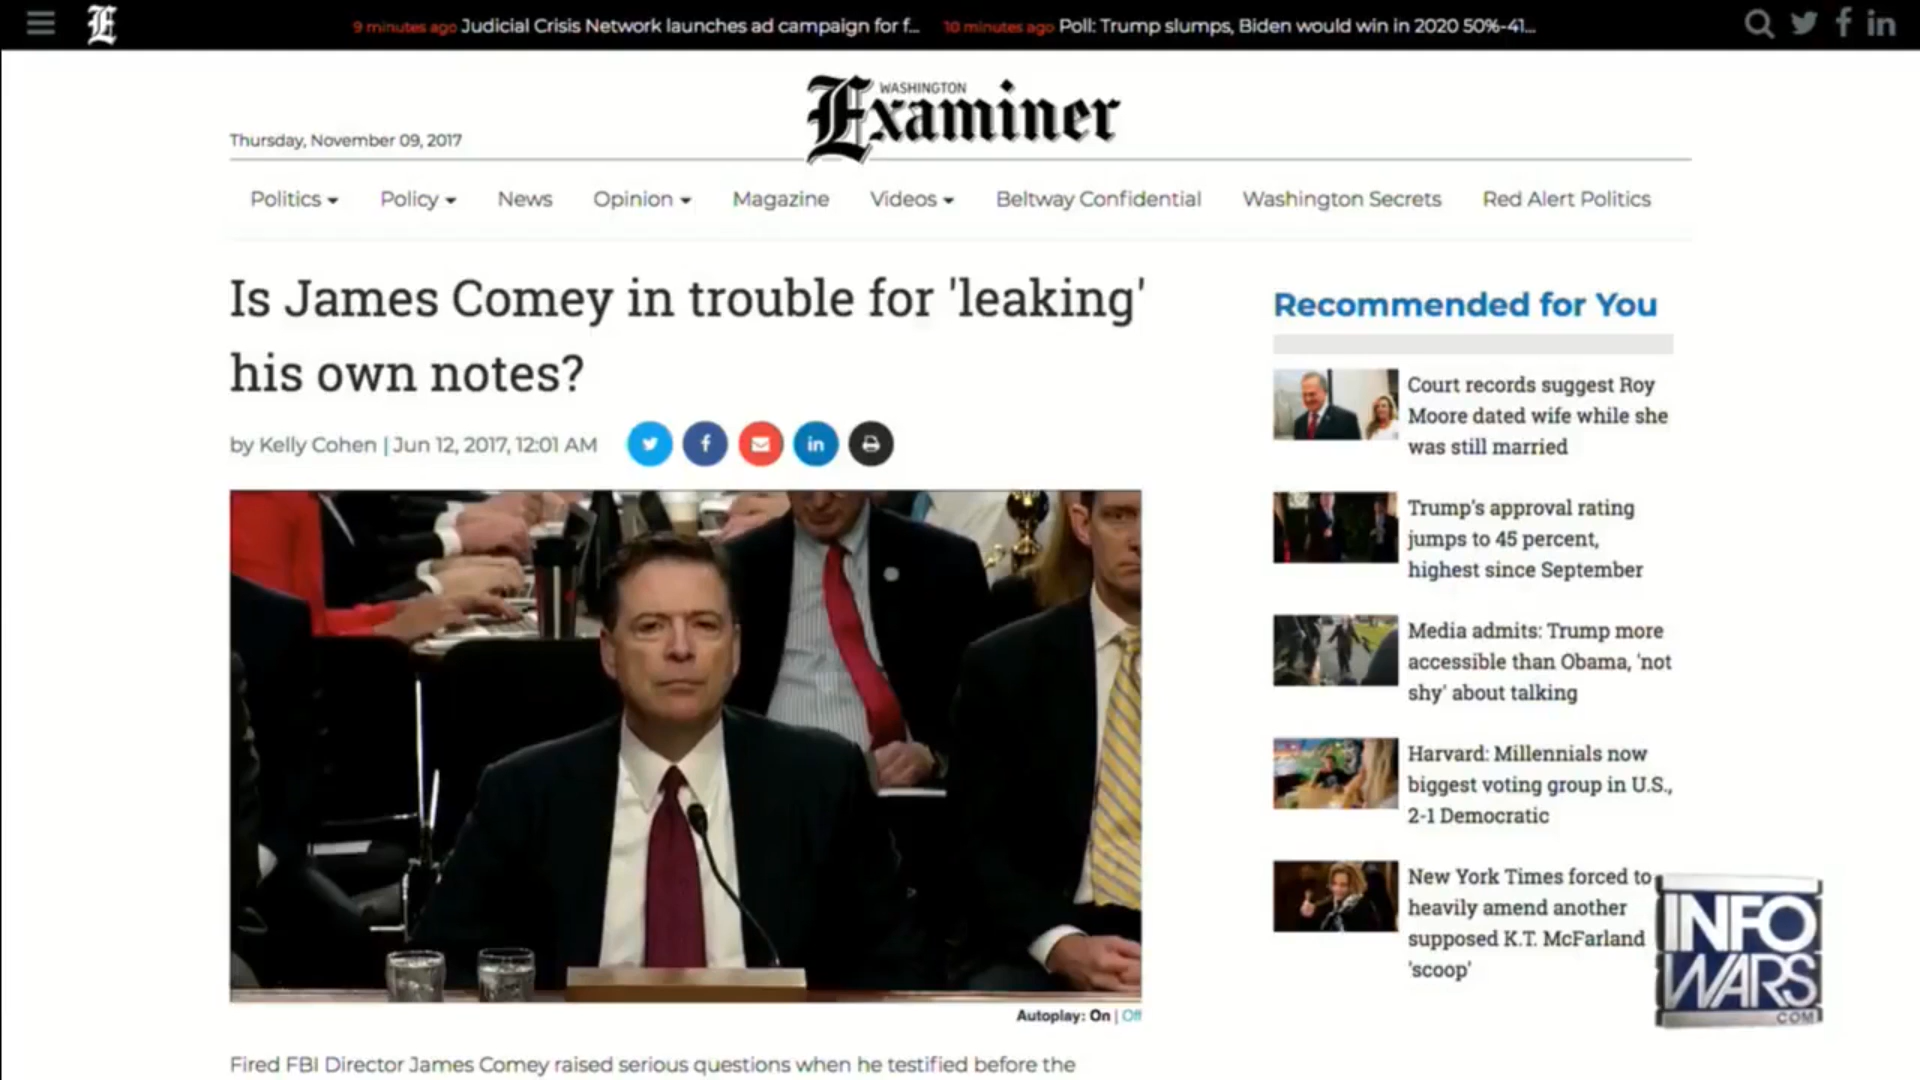 9 minutes ago Judicial Crisis Network launches ad campaign for f... 10 minutes ago Poll: Trump slumps, Biden would win in 2020 50%-41...
WASHINGTON
Examiner
Thursday, November 09, 2017
Politics Policy News Opinion Magazine Videos Beltway Confidential Washington Secrets Red Alert Politics
Is James Comey in trouble for 'leaking'
his own notes?
by Kelly Cohen | Jun 12, 2017, 12:01 AM
Autoplay: On | Off
Fired FBI Director James Comey raised serious questions when he testified before the
Recommended for You
Court records suggest Roy
Moore dated wife while she
was still married
Trump's approval rating
jumps to 45 percent,
highest since September
Media admits: Trump more
accessible than Obama, 'not
shy' about talking
Harvard: Millennials now
biggest voting group in U.S.,
2-1 Democratic
New York Times forced to
heavily amend another
supposed K.T. McFarland
'scoop'
INFO
WARS
.COM